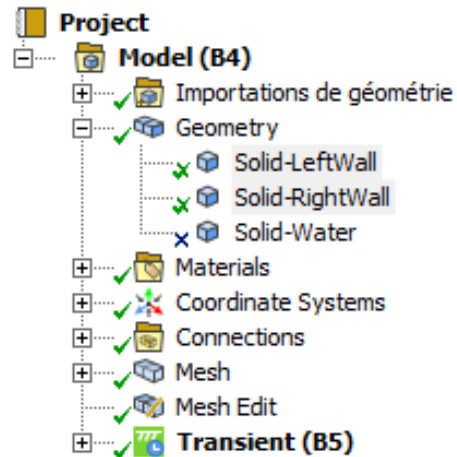 Project
Model (B4)
Importations de géométrie
Geometry
Solid-LeftWall
Solid-RightWall
Solid-Water
Materials
Coordinate Systems
Connections
Mesh
Mesh Edit
Transient (B5)